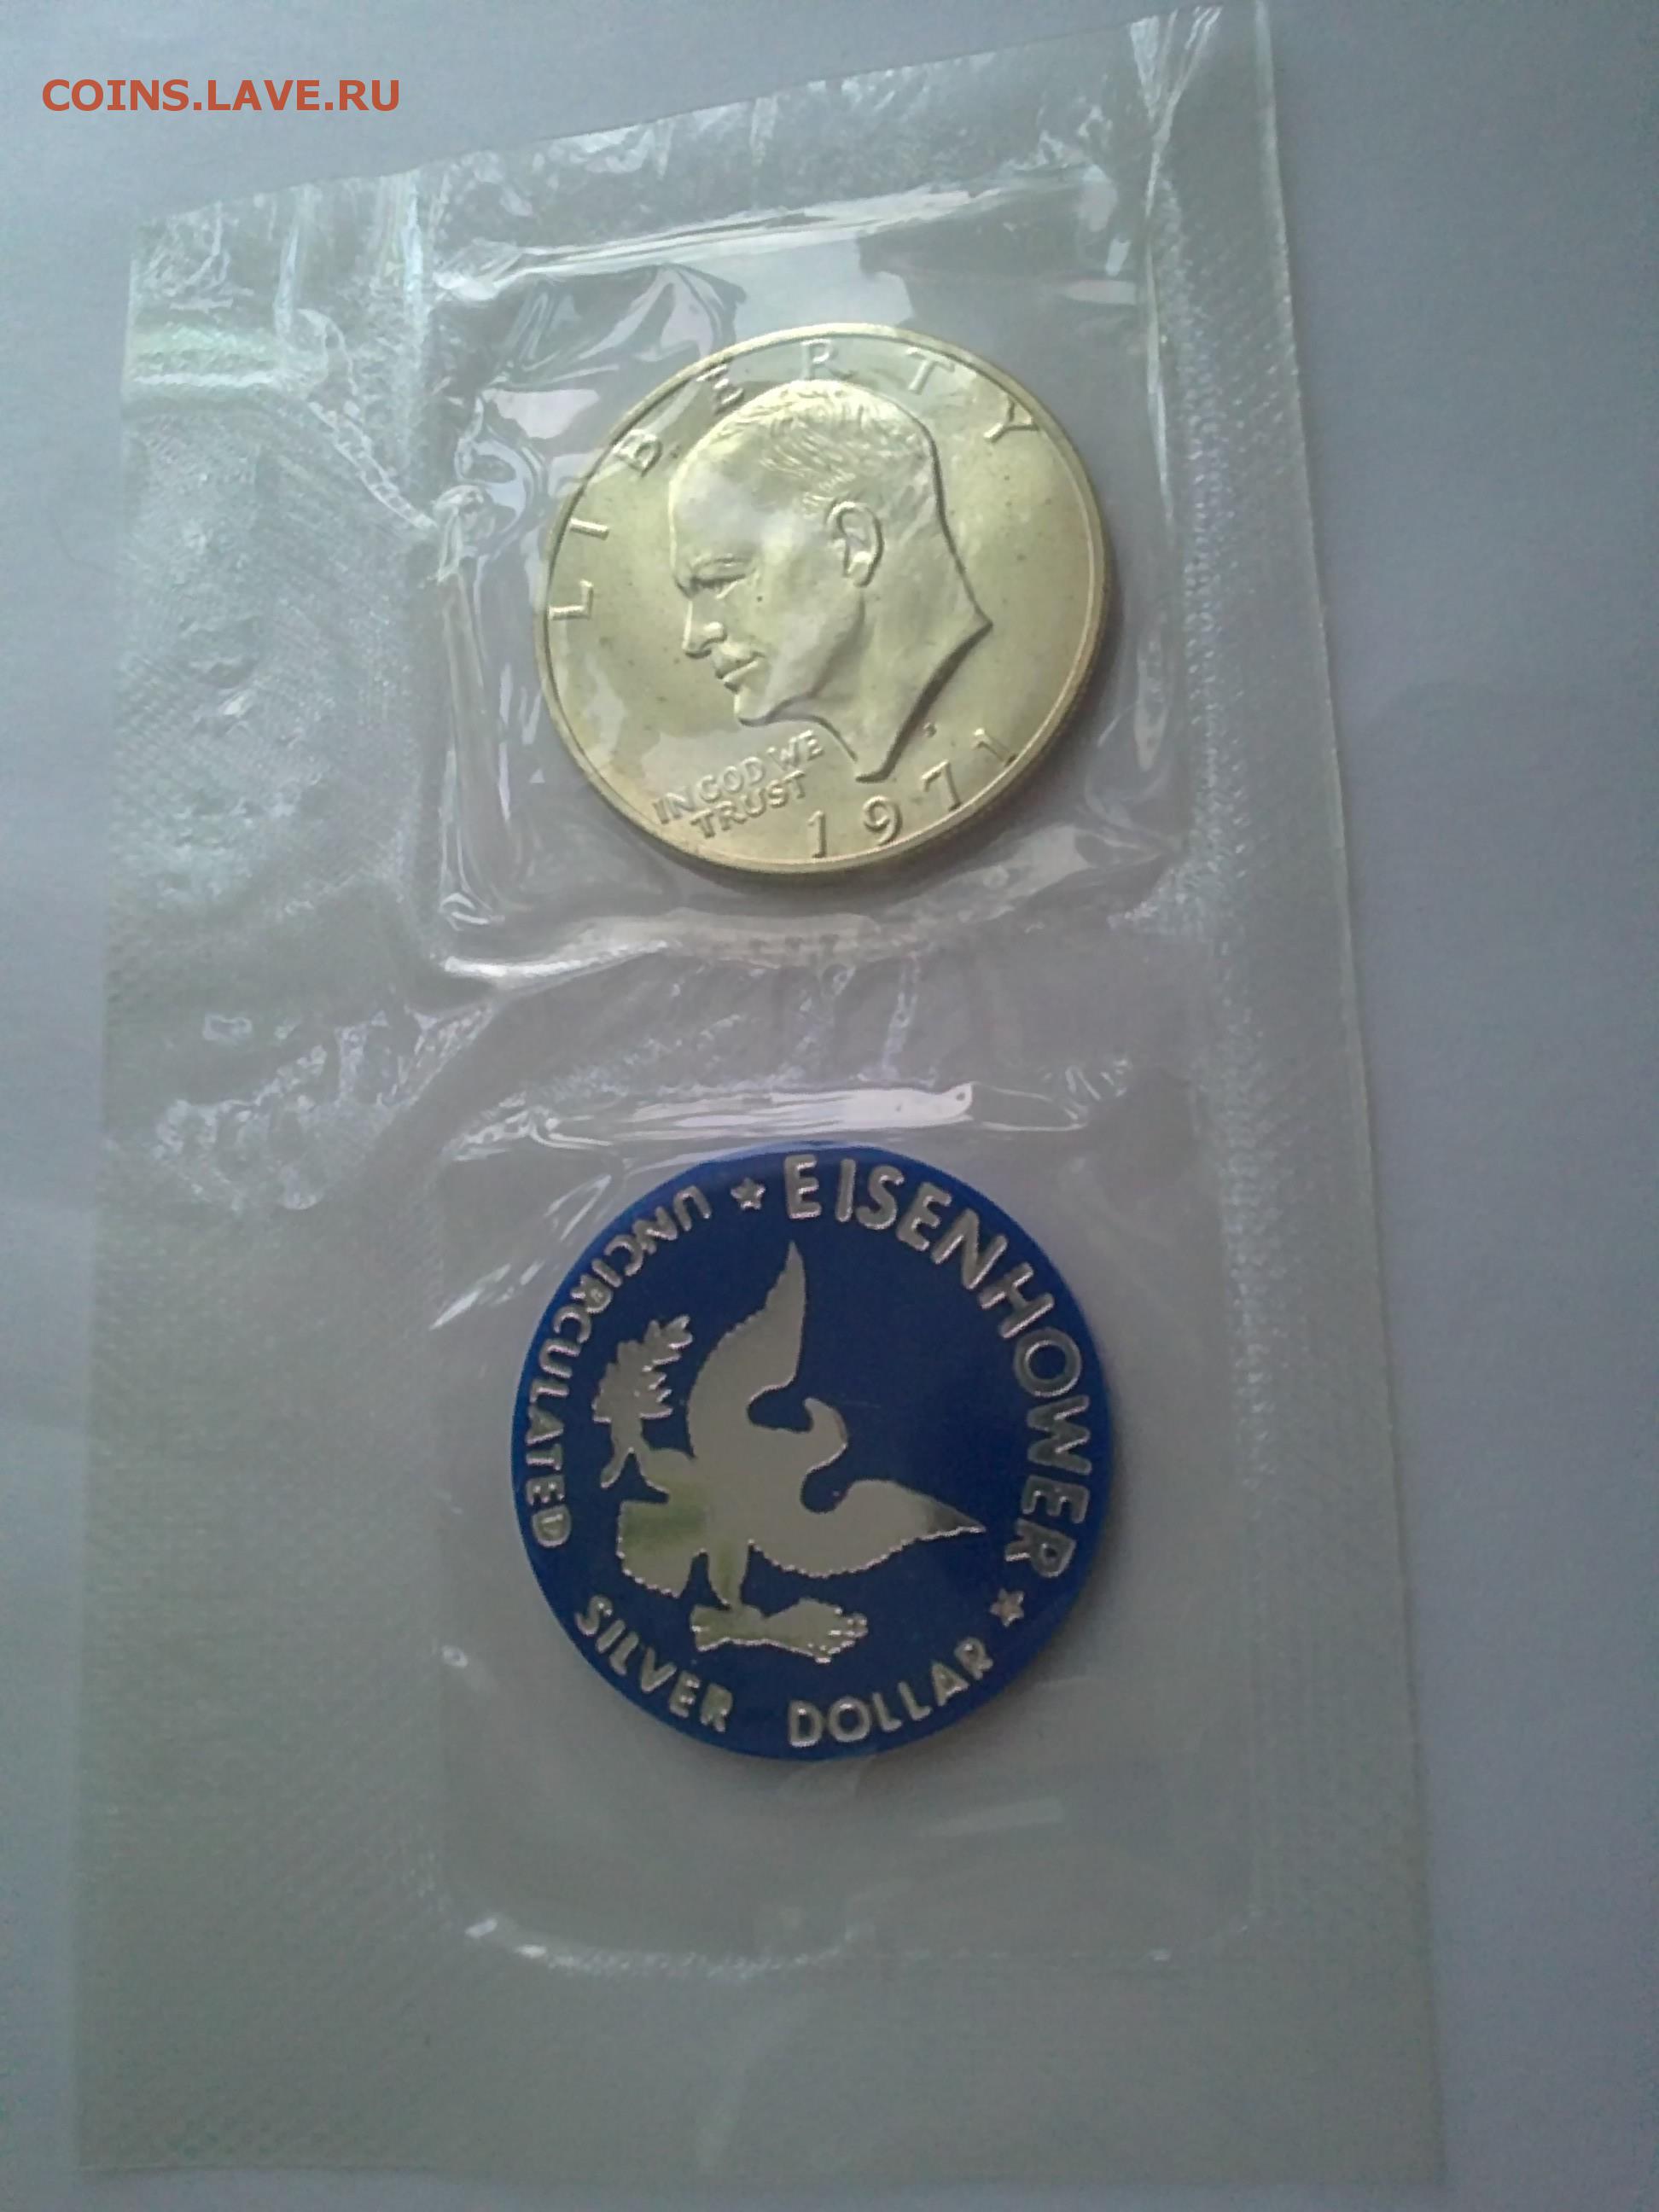 COINS.LAVE.RU
LIBERTY
IN GOD WE
TRUST
1971
EISENHOWER
UNCIRCULATED
SILVER DOLLAR